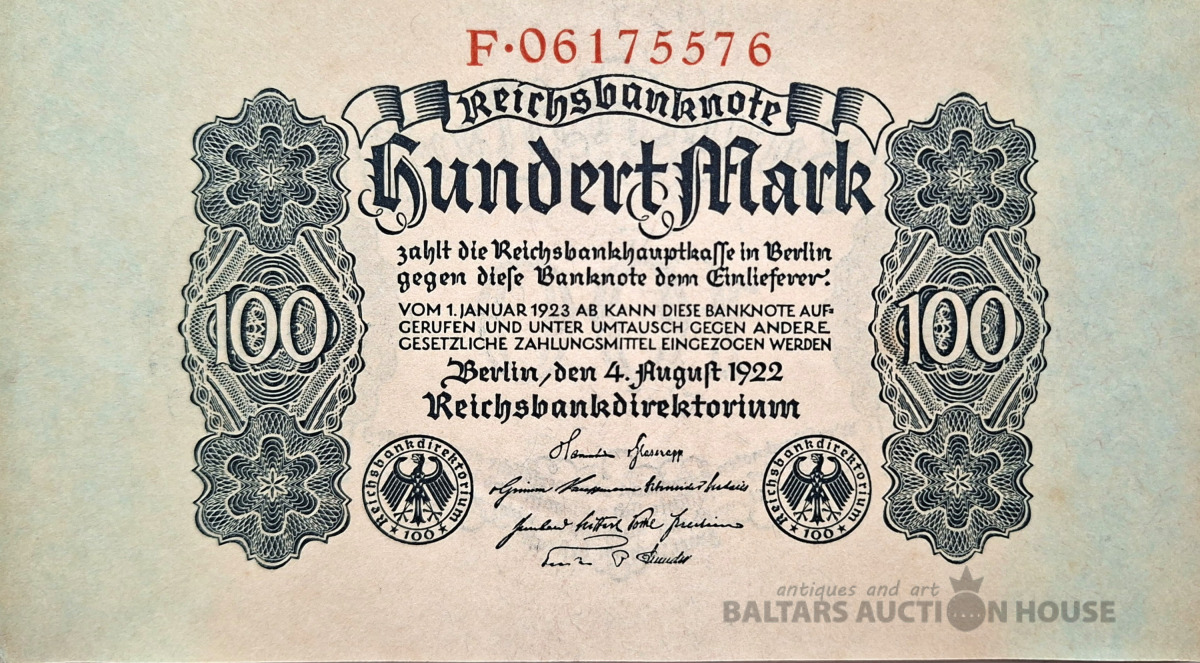 F·06175576
Reichsbanknote
Hundert Mark
zahlt die Reichsbankhauptkasse in Berlin
gegen diese Banknote dem Einlieferer.
VOM 1. JANUAR 1923 AB KANN DIESE BANKNOTE AUF=
GERUFEN UND UNTER UMTAUSCH GEGEN ANDERE
GESETZLICHE ZAHLUNGSMITTEL EINGEZOGEN WERDEN
100
100
Berlin, den 4. August 1922
Reichsbankdirektorium
Reichsbankdirektorium
★ 100 ★
Reichsbankdirektorium
★ 100 ★
antiques and art
BALTARS AUCTION HOUSE